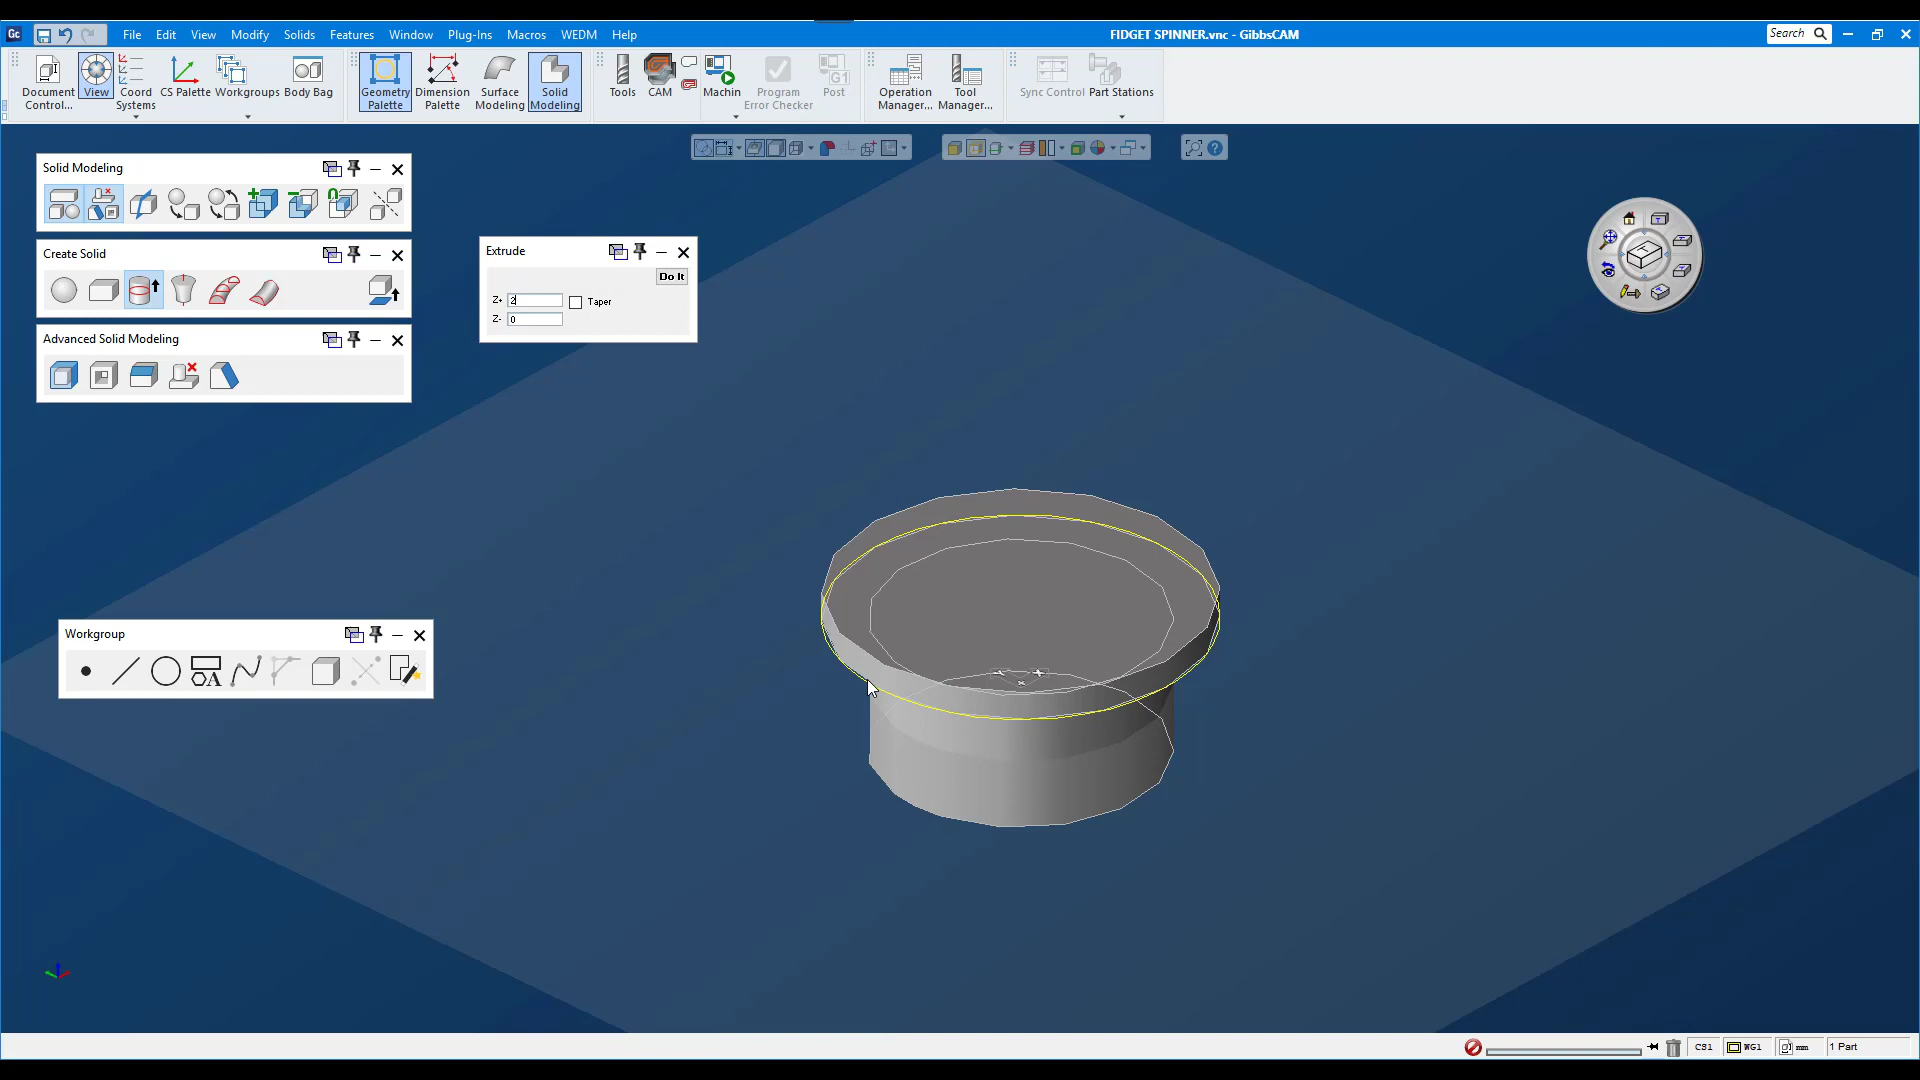 Gc File Edit View Modify Solids Features Window Plug-Ins Macros WEDM Help FIDGET SPINNER.vnc - GibbsCAM Search
Document Control... View Coord Systems CS Palette Workgroups Body Bag Geometry Palette Dimension Palette Surface Modeling Solid Modeling Tools CAM Machin Program Error Checker G1 Post Operation Manager... Tool Manager... Sync Control Part Stations
Solid Modeling
Create Solid
Extrude
Do It
Z+ 2 Taper
Z- 0
Advanced Solid Modeling
Workgroup
A
CS1 WG1 mm 1 Part